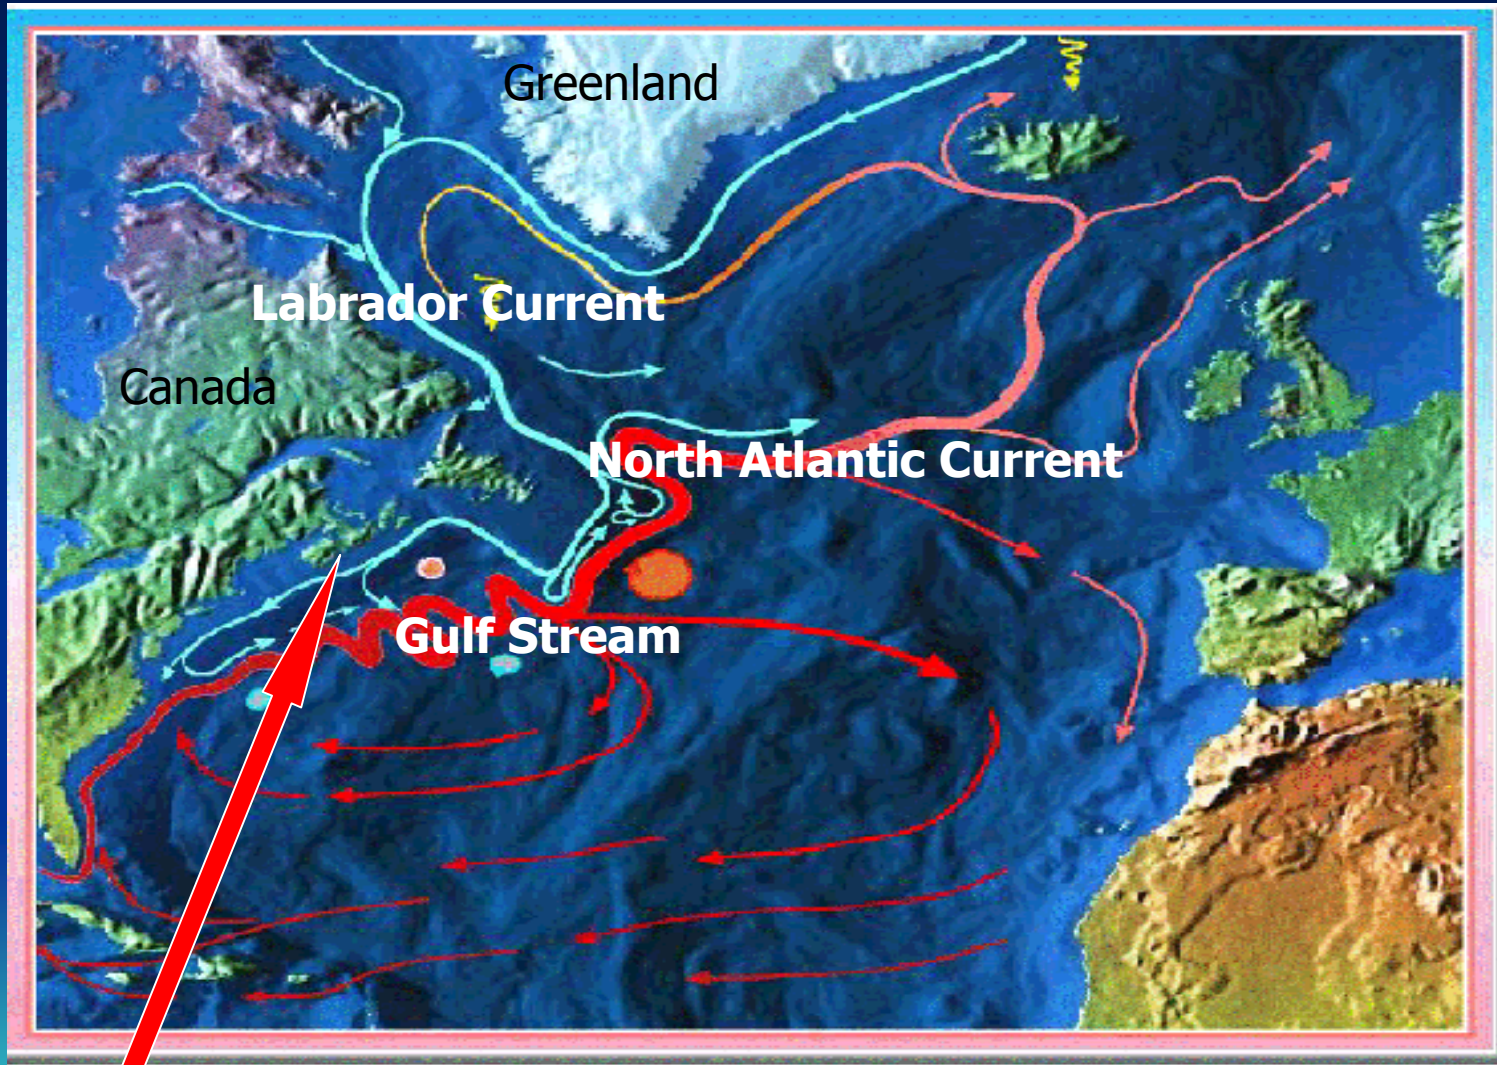 Greenland
Labrador Current
Canada
North Atlantic Current
Gulf Stream